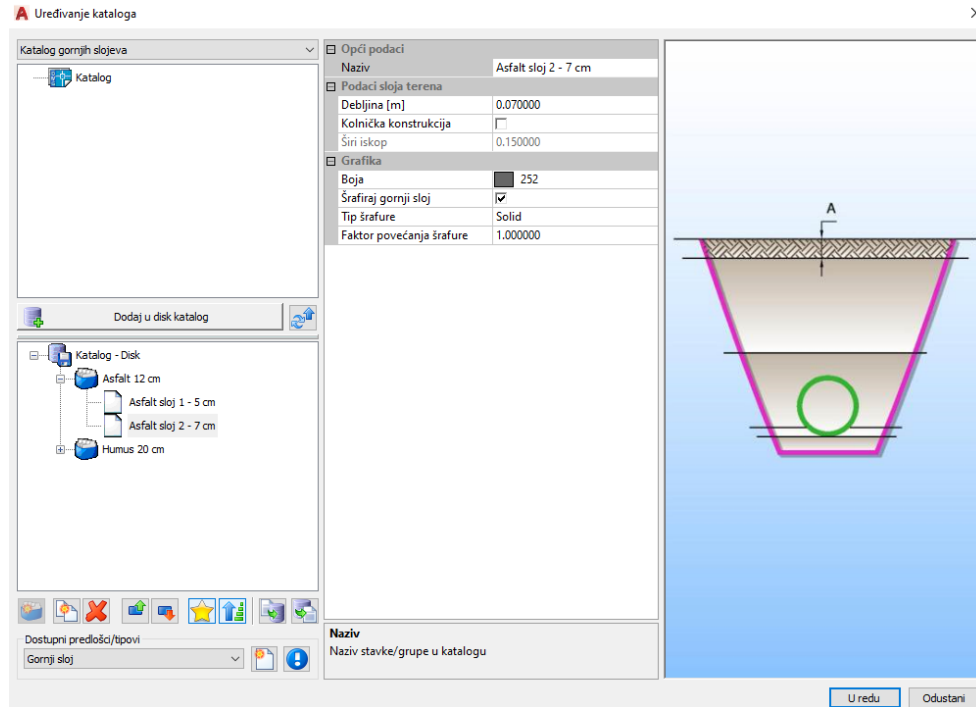 Uređivanje kataloga
Katalog gornjih slojeva
Katalog
Dodaj u disk katalog
Katalog - Disk
Asfalt 12 cm
Asfalt sloj 1 - 5 cm
Asfalt sloj 2 - 7 cm
Humus 20 cm
Dostupni predlošci/tipovi
Gornji sloj
Opći podaci
Naziv Asfalt sloj 2 - 7 cm
Podaci sloja terena
Debljina [m] 0.070000
Kolnička konstrukcija
Širi iskop 0.150000
Grafika
Boja 252
Šrafiraj gornji sloj
Tip šrafure Solid
Faktor povećanja šrafure 1.000000
Naziv
Naziv stavke/grupe u katalogu
A
U redu
Odustani